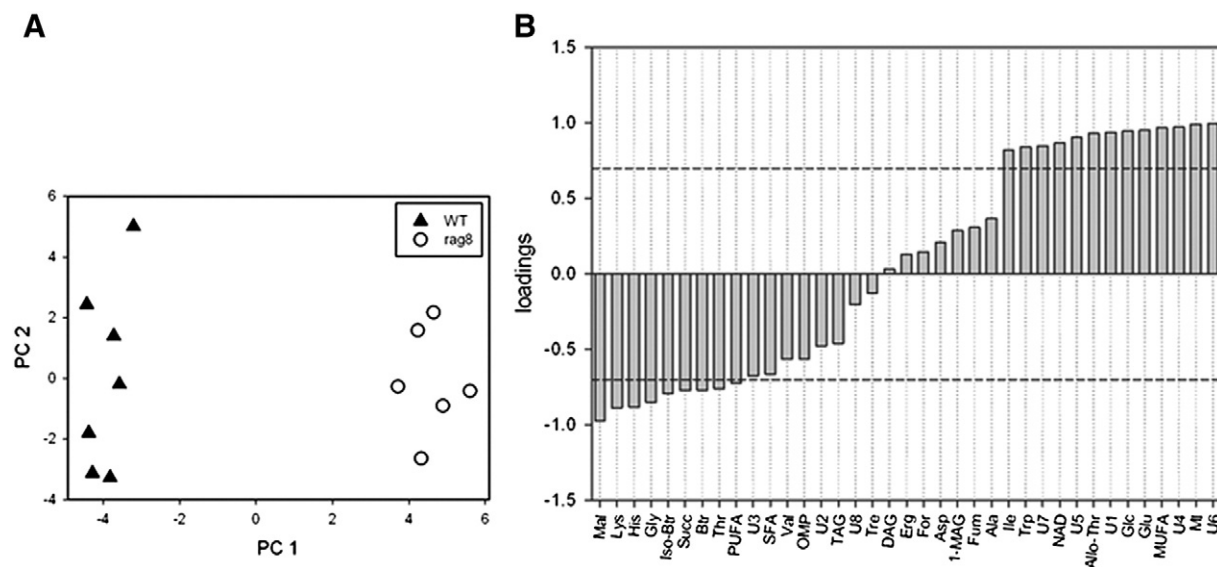 A
B
6
4
2
0
-2
-4
PC 2
-4
-2
0
2
4
6
PC 1
WT
rag8
1.5
1.0
0.5
0.0
-0.5
-1.0
-1.5
loadings
Mal
Lys
His
Gly
Iso-Btr
Succ
Btr
Thr
PUFA
U3
SFA
Val
OMP
U2
TAG
U8
Tre
DAG
Erg
For
Asp
1-MAG
Fum
Ala
Ile
Trp
U7
NAD
U5
Allo-Thr
U1
Glc
Glu
MUFA
U4
MI
U6